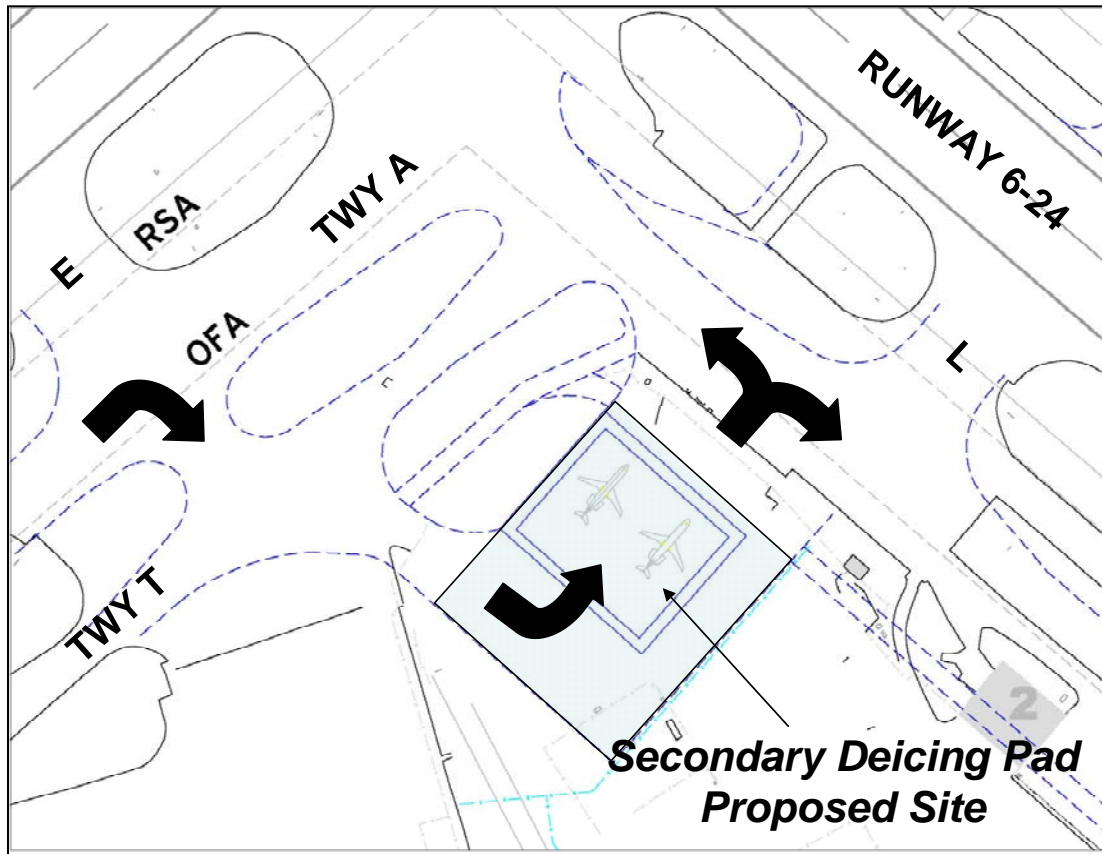 RUNWAY 6-24
TWY A
RSA
E
OFA
L
TWY T
2
Secondary Deicing Pad
Proposed Site